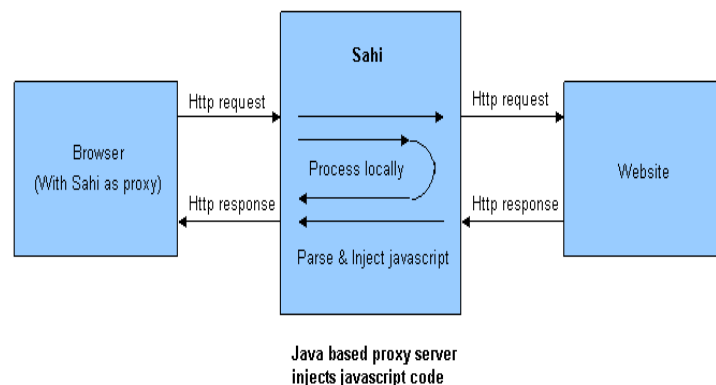 Sahi
Http request
Http request
Browser
(With Sahi as proxy)
Process locally
Website
Http response
Http response
Parse & Inject javascript
Java based proxy server
injects javascript code